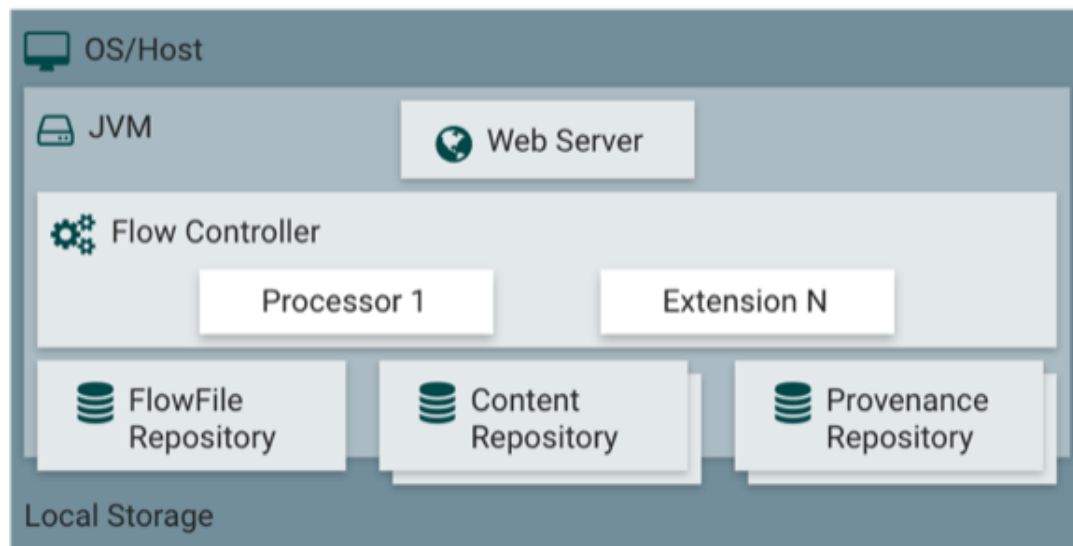 OS/Host
JVM
Web Server
Flow Controller
Processor 1
Extension N
FlowFile
Repository
Content
Repository
Provenance
Repository
Local Storage